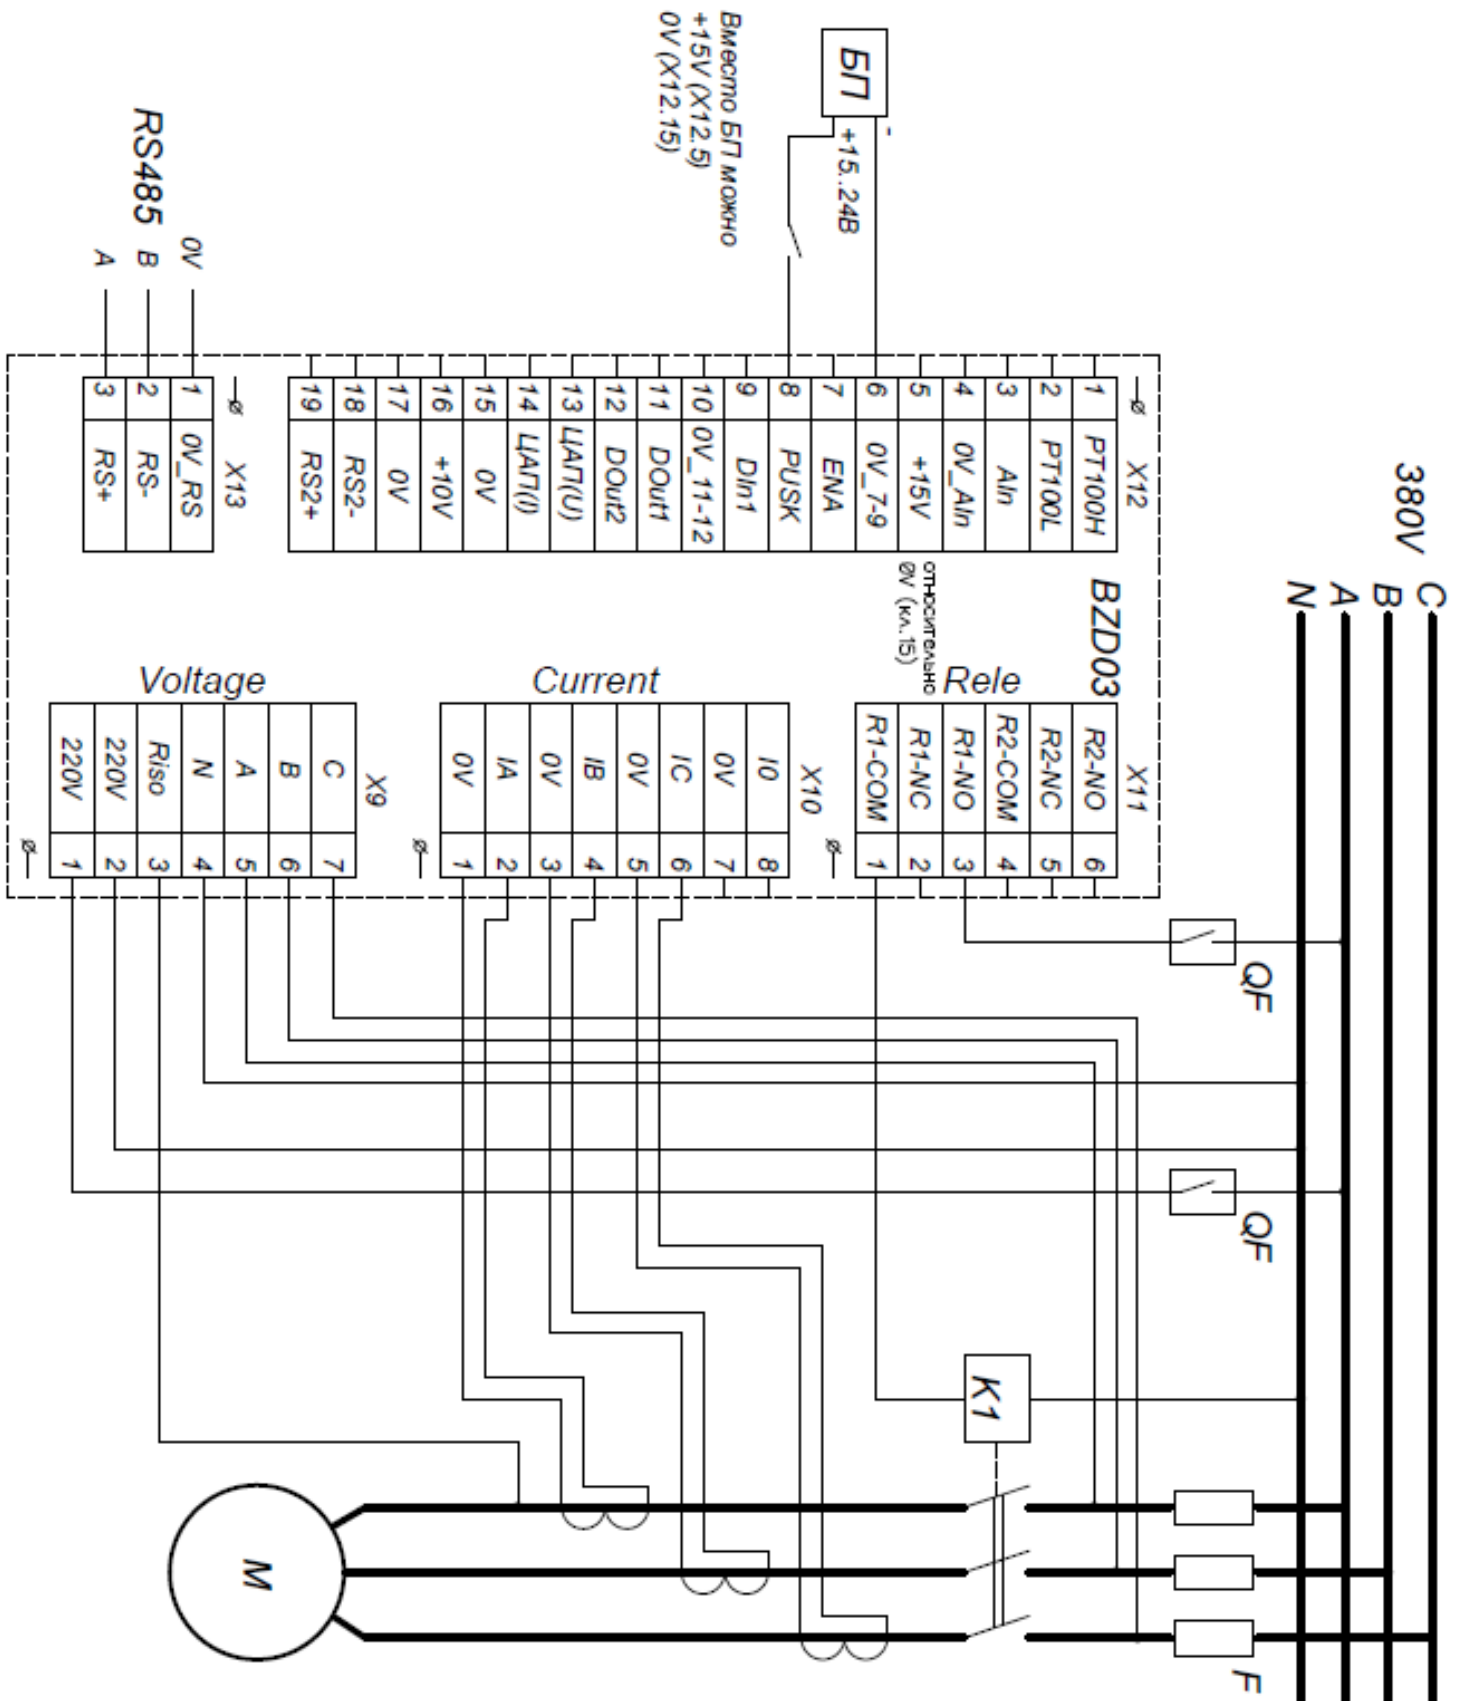 380V
C
B
A
N
БП
-
+15..24В
Вместо БП можно
+15V (X12.5)
0V (X12.15)
RS485
0V
B
A
BZD03
X12
1 PT100H
2 PT100L
3 AIn
4 0V_AIn
5 +15V
6 0V_7-9
7 ENA
8 PUSK
9 DIn1
10 0V_11-12
11 DOut1
12 DOut2
13 ЦАП(U)
14 ЦАП(I)
15 0V
16 +10V
17 0V
18 RS2-
19 RS2+
относительно
0V (кл.15)
X13
1 0V_RS
2 RS-
3 RS+
Rele
X11
R2-NO 6
R2-NC 5
R2-COM 4
R1-NO 3
R1-NC 2
R1-COM 1
Current
X10
I0 8
0V 7
IC 6
0V 5
IB 4
0V 3
IA 2
0V 1
Voltage
X9
C 7
B 6
A 5
N 4
Riso 3
220V 2
220V 1
QF
QF
K1
F
M